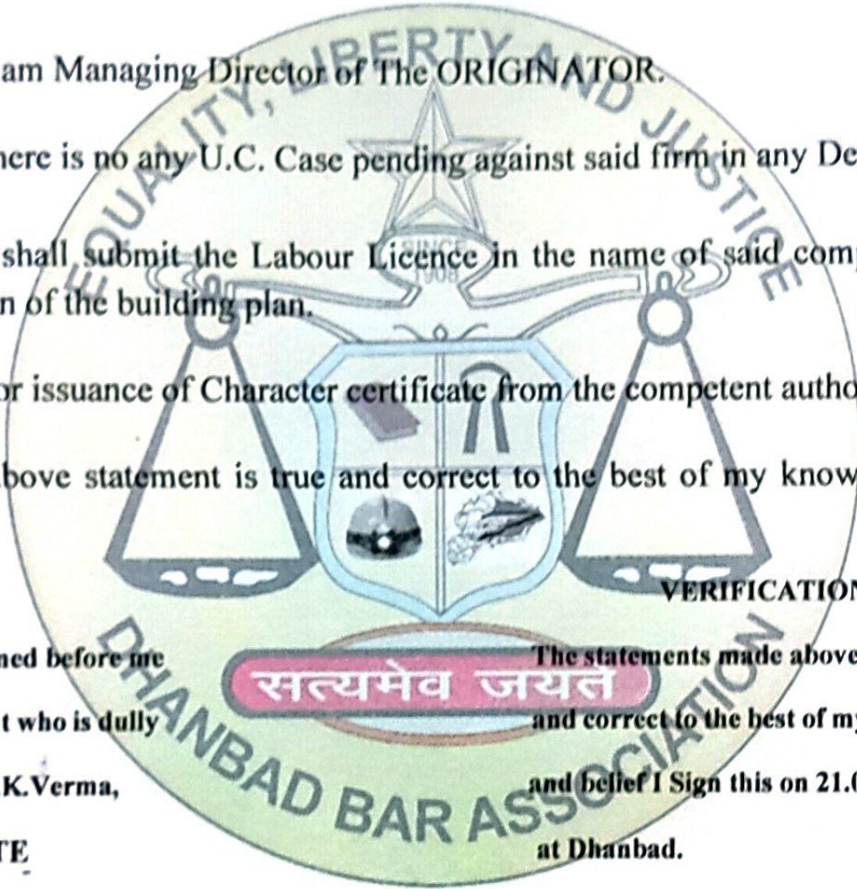 EQUALITY, LIBERTY AND JUSTICE
am Managing Director of The ORIGINATOR.
here is no any U.C. Case pending against said firm in any De
shall submit the Labour Licence in the name of said com
SINCE
1908
n of the building plan.
or issuance of Character certificate from the competent autho
bove statement is true and correct to the best of my know
VERIFICATION
ned before me
t who is dully
.K.Verma,
TE
The statements made above
and correct to the best of my
and belief I Sign this on 21.0
at Dhanbad.
सत्यमेव जयते
DHANBAD BAR ASSOCIATION